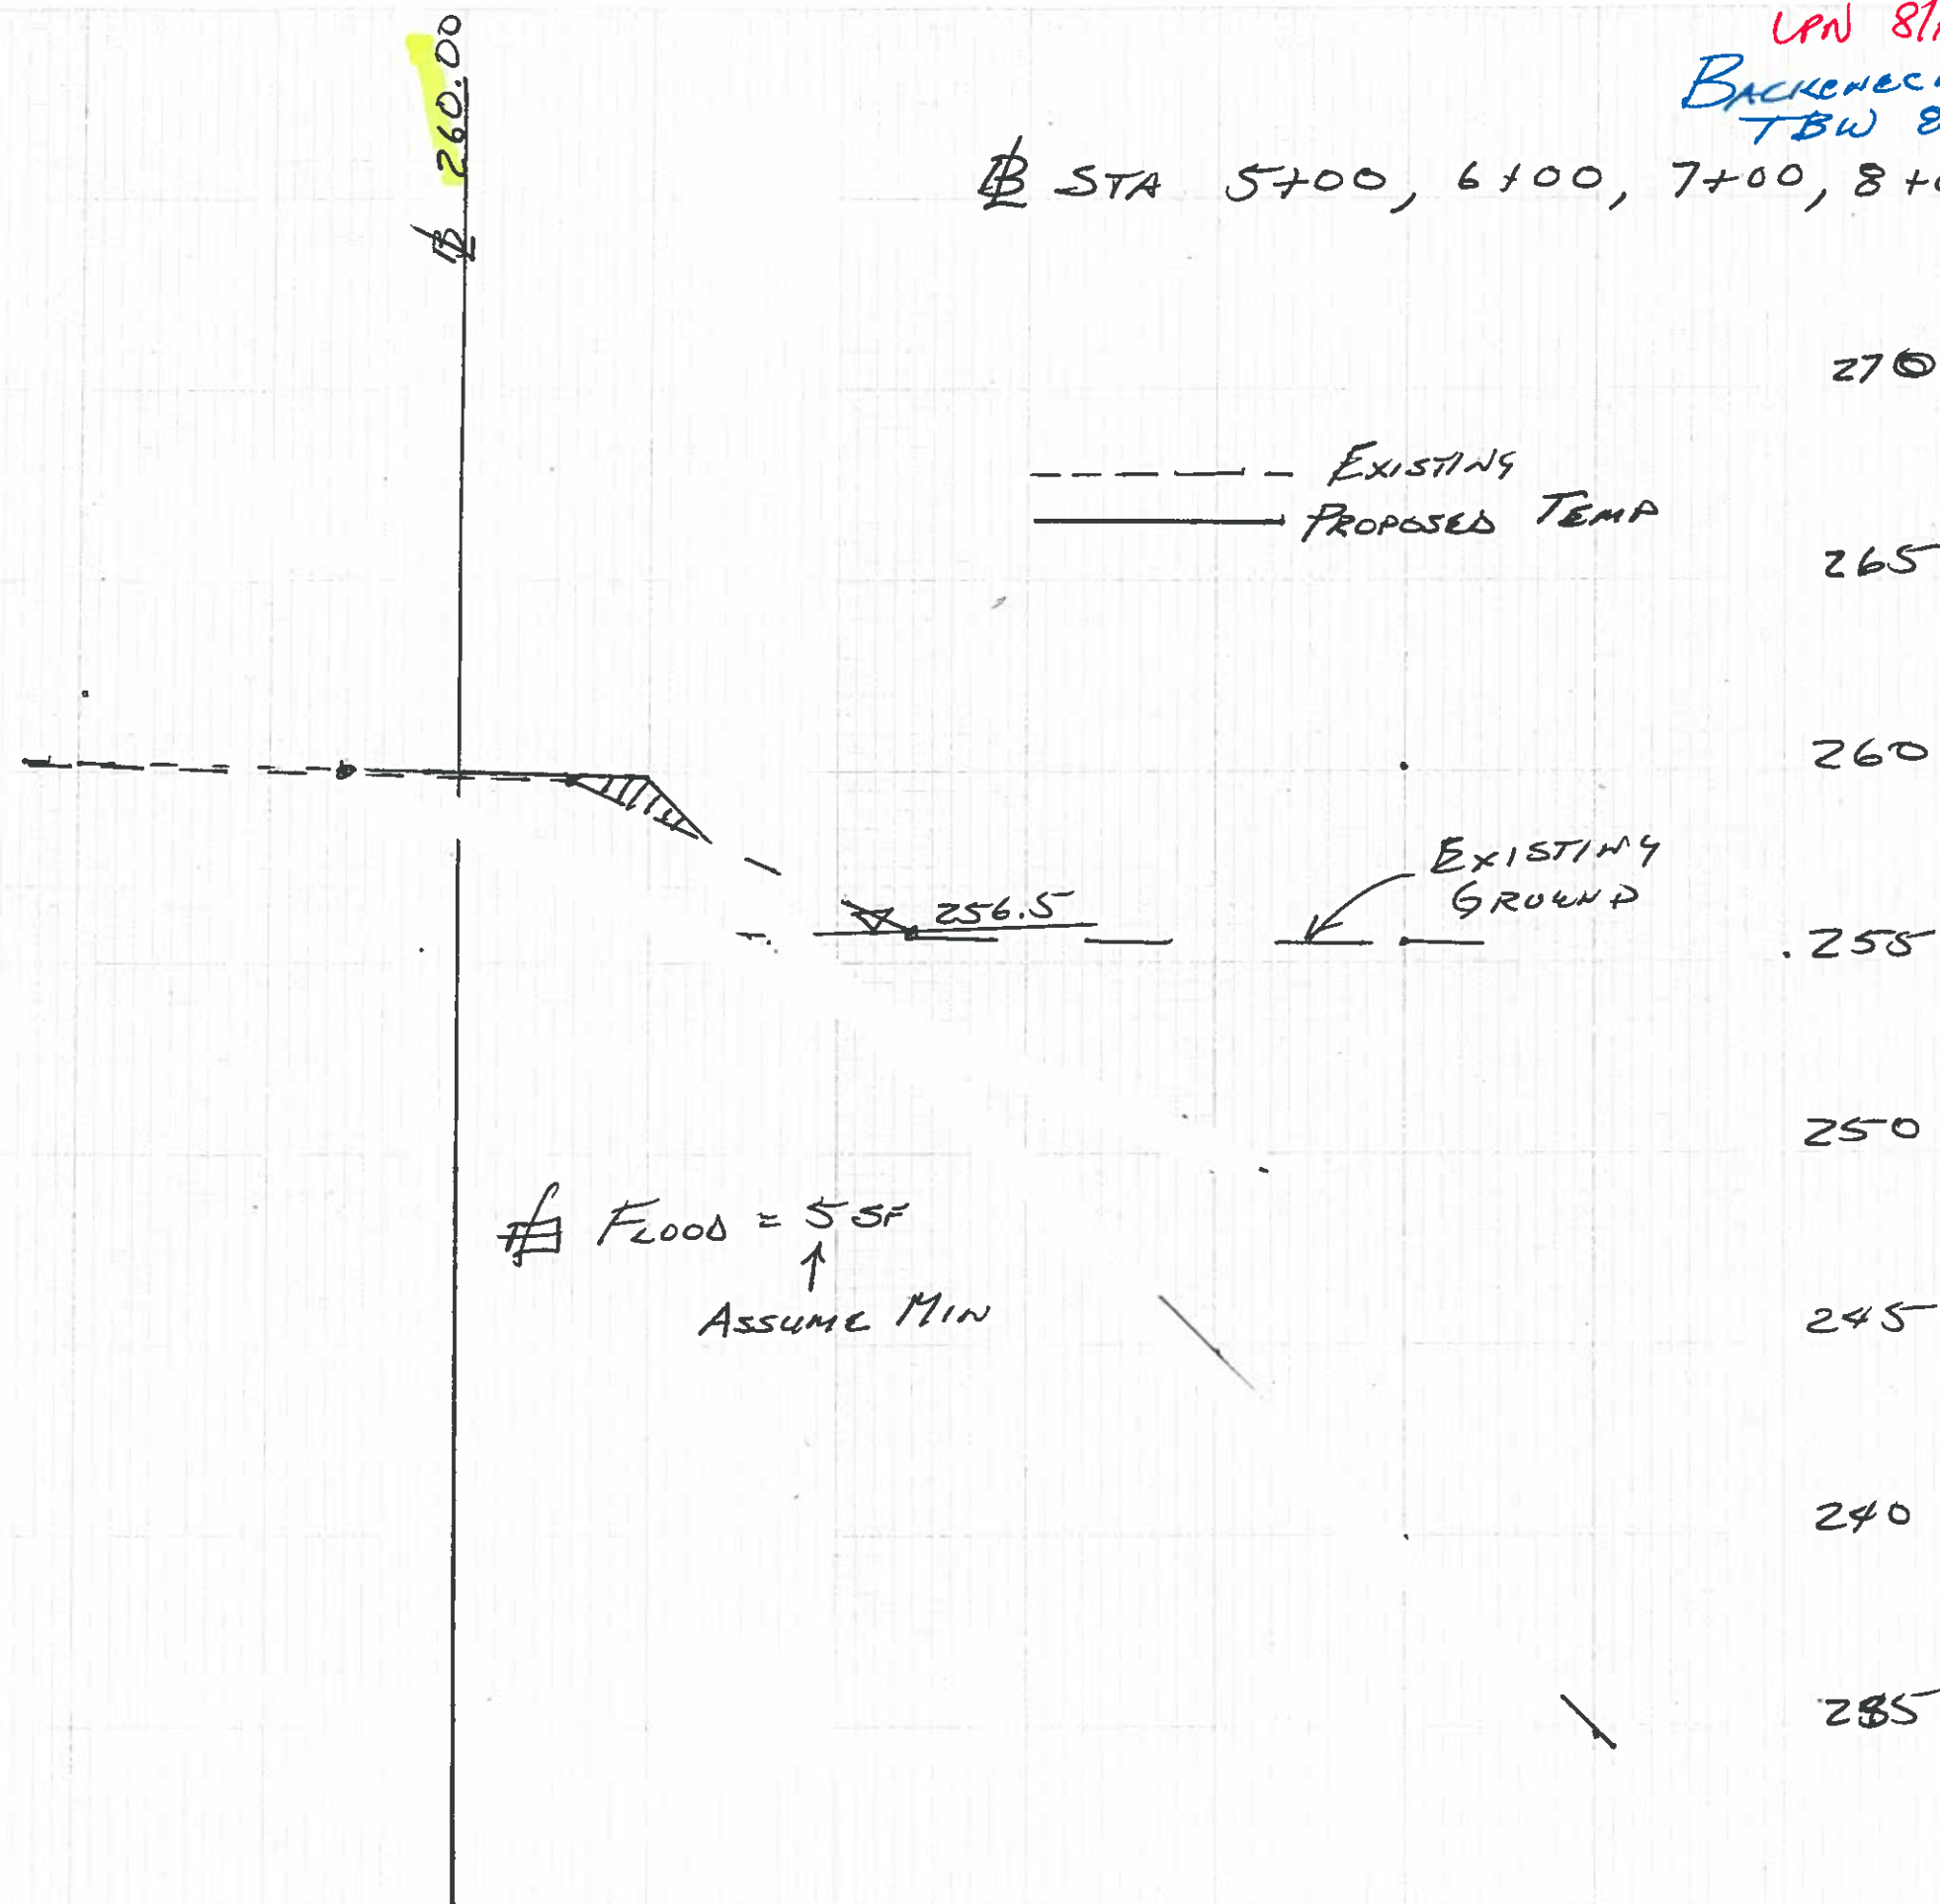 260.00
LPN
BACKCHECK
TBW
STA 5+00, 6+00, 7+00, 8+0
270
EXISTING
PROPOSED TEMP
265
260
EXISTING
GROUND
256.5
255
250
FLOOD = 5 SF
ASSUME MIN
245
240
235